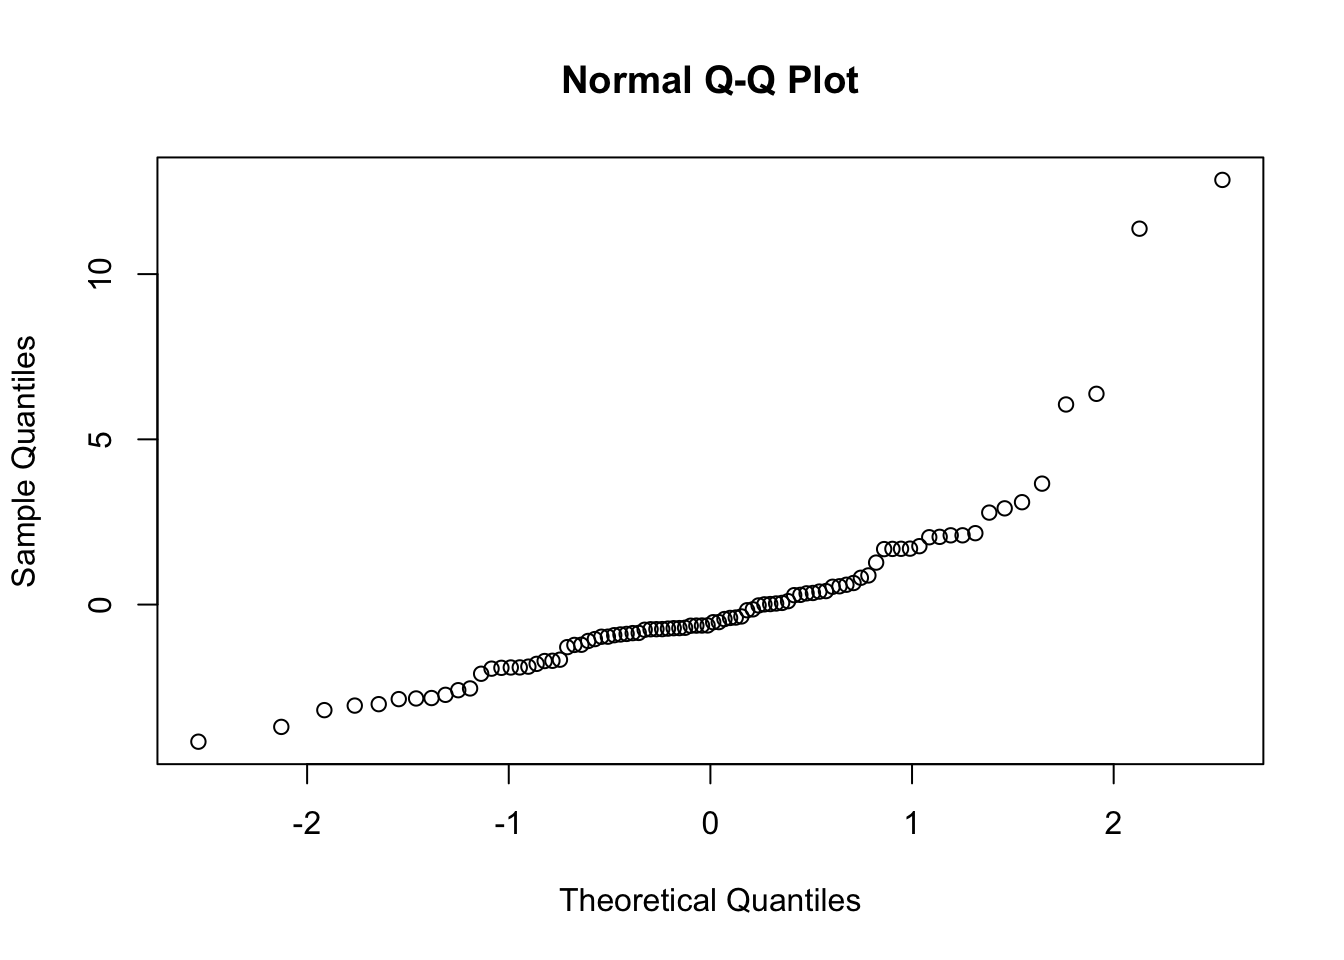 Normal Q-Q Plot
Sample Quantiles
10
5
0
-2 -1 0 1 2
Theoretical Quantiles